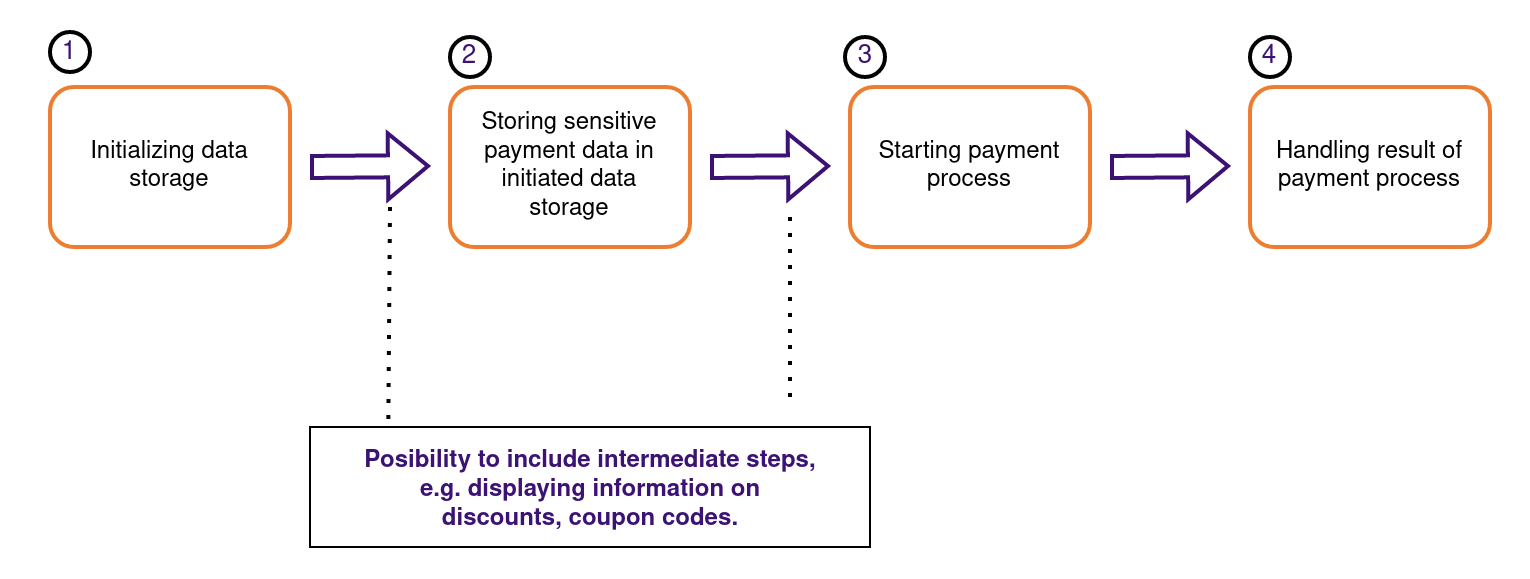 1
Initializing data
storage
2
Storing sensitive
payment data in
initiated data
storage
3
Starting payment
process
4
Handling result of
payment process
Posibility to include intermediate steps,
e.g. displaying information on
discounts, coupon codes.